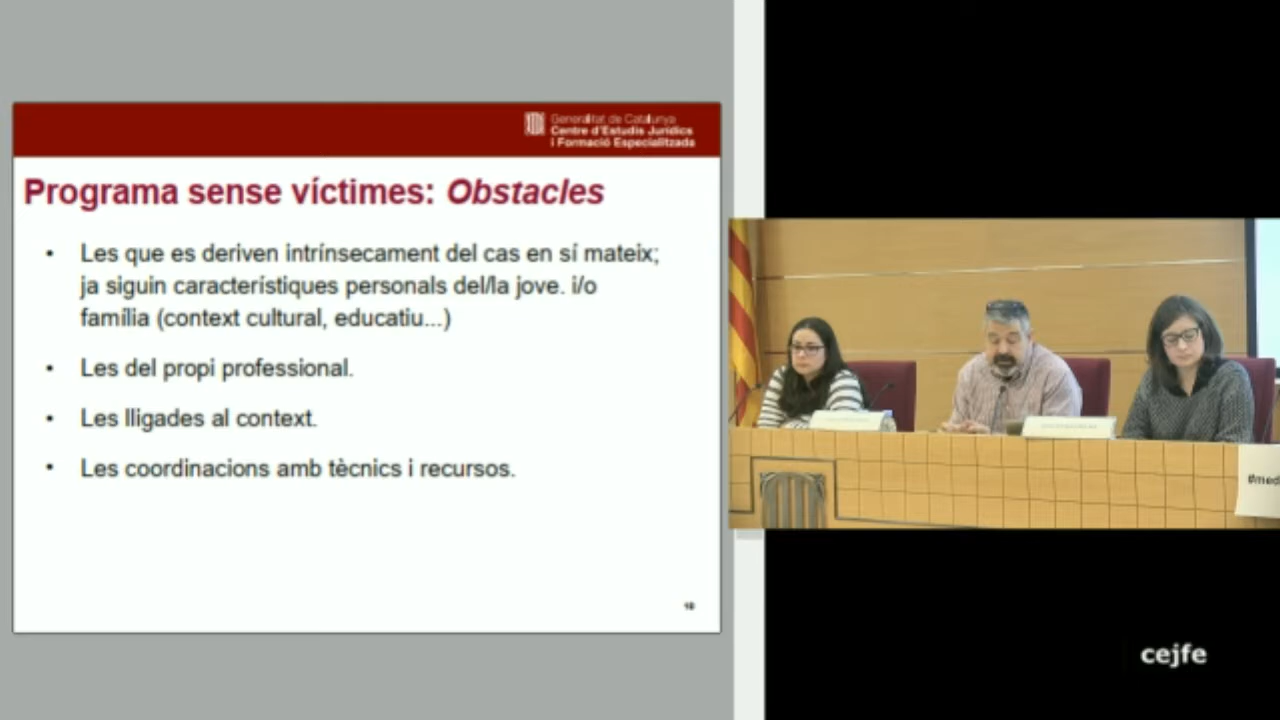 Generalitat de Catalunya
Centre d'Estudis Jurídics
i Formació Especialitzada
Programa sense víctimes: Obstacles
• Les que es deriven intrínsecament del cas en sí mateix;
ja siguin característiques personals del/la jove. i/o
família (context cultural, educatiu...)
• Les del propi professional.
• Les lligades al context.
• Les coordinacions amb tècnics i recursos.
#med
cejfe